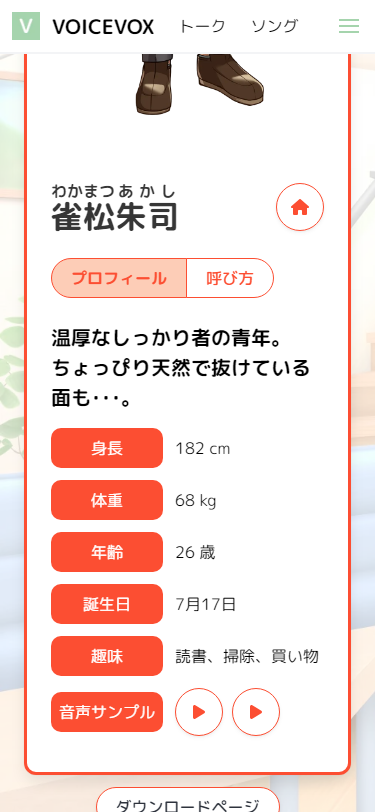 V VOICEVOX トーク ソング
わかまつ あかし
雀松朱司
プロフィール 呼び方
温厚なしっかり者の青年。
ちょっぴり天然で抜けている
面も･･･。
身長 182 cm
体重 68 kg
年齢 26 歳
誕生日 7月17日
趣味 読書、掃除、買い物
音声サンプル
ダウンロードページ